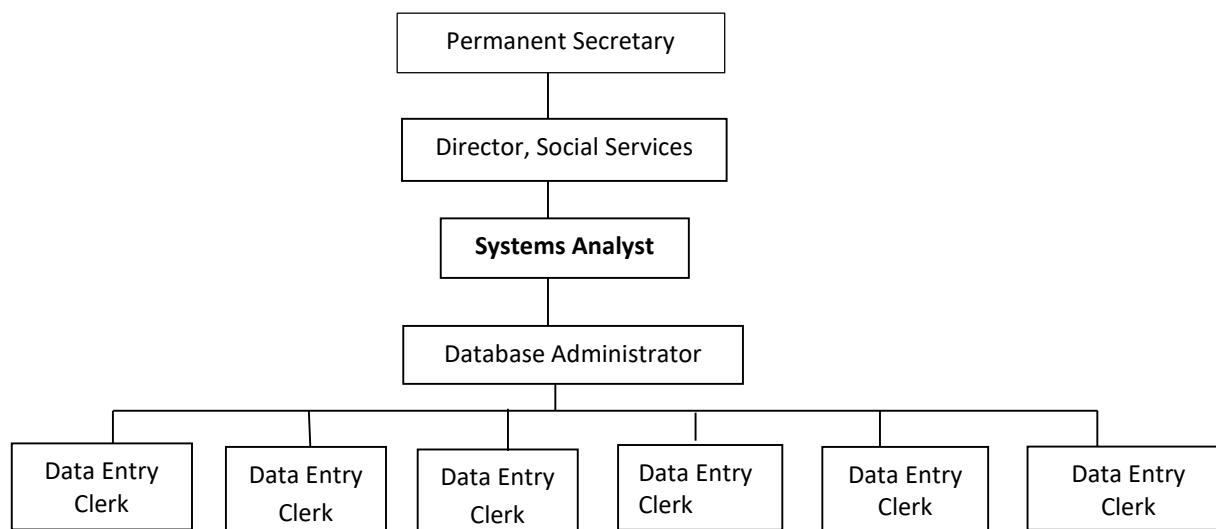 Permanent Secretary
Director, Social Services
Systems Analyst
Database Administrator
Data Entry
Clerk
Data Entry
Clerk
Data Entry
Clerk
Data Entry
Clerk
Data Entry
Clerk
Data Entry
Clerk